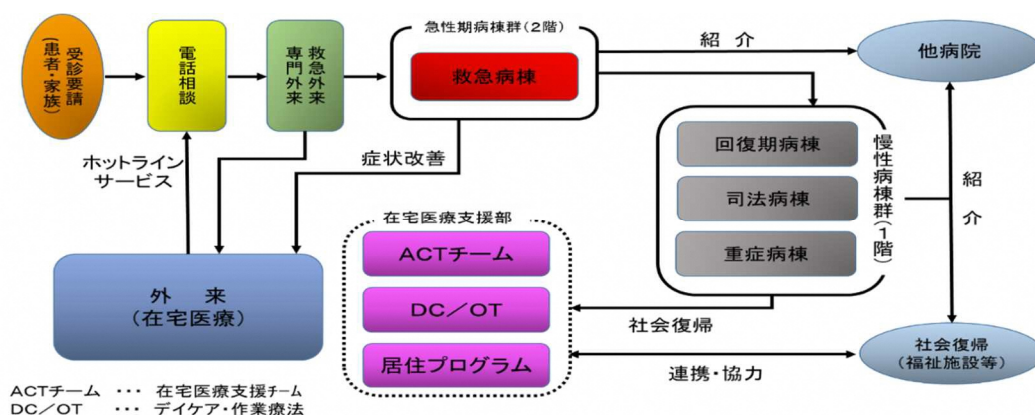 受診要請
(患者・家族)
電話相談
救急外来
専門外来
急性期病棟群(2階)
救急病棟
紹 介
他病院
ホットライン
サービス
症状改善
回復期病棟
司法病棟
重症病棟
慢性病棟群(1階)
紹 介
在宅医療支援部
ACTチーム
DC/OT
居住プログラム
外 来
(在宅医療)
社会復帰
連携・協力
社会復帰
(福祉施設等)
ACTチーム ・・・ 在宅医療支援チーム
DC/OT ・・・ デイケア・作業療法